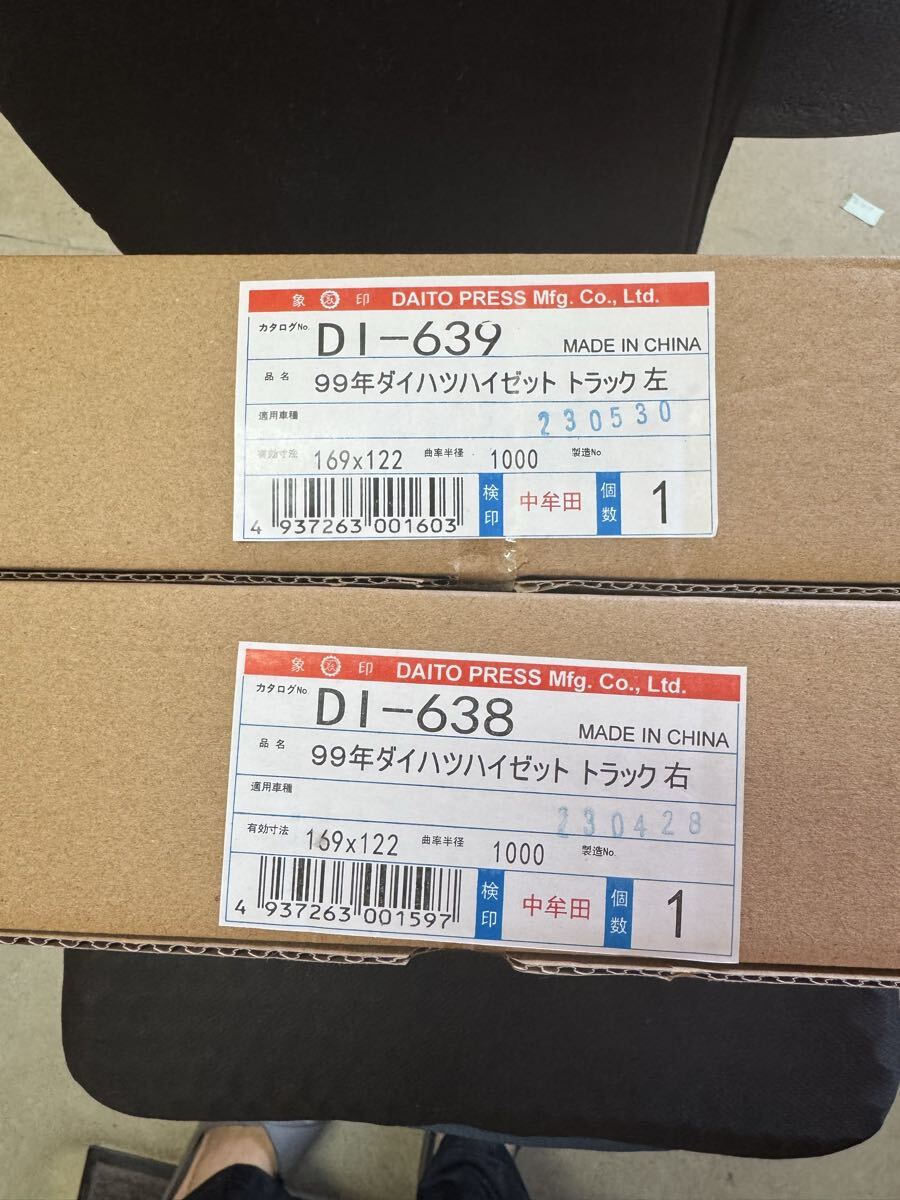 象 友 印 DAITO PRESS Mfg. Co., Ltd.
カタログNo. DI-639 MADE IN CHINA
品名 99年ダイハツハイゼット トラック 左
適用車種
230530
有効寸法 169x122 曲率半径 1000 製造No
4 937263 001603 検印 中牟田 個数 1
象 友 印 DAITO PRESS Mfg. Co., Ltd.
カタログNo DI-638 MADE IN CHINA
品名 99年ダイハツハイゼット トラック 右
適用車種
230428
有効寸法 169x122 曲率半径 1000 製造No.
4 937263 001597 検印 中牟田 個数 1